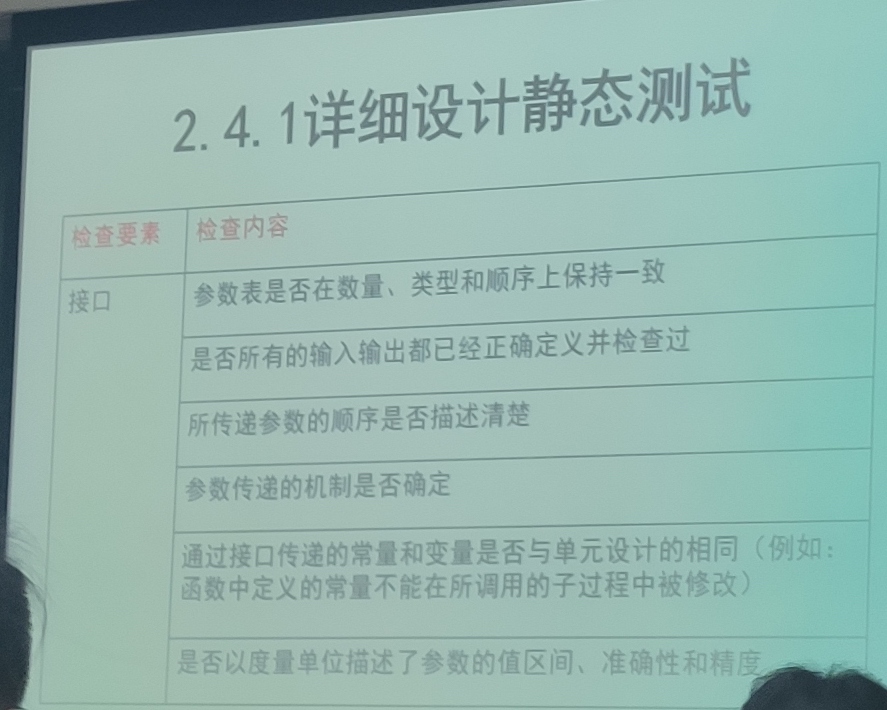 2.4.1详细设计静态测试
检查要素
检查内容
接口
参数表是否在数量、类型和顺序上保持一致
是否所有的输入输出都已经正确定义并检查过
所传递参数的顺序是否描述清楚
参数传递的机制是否确定
通过接口传递的常量和变量是否与单元设计的相同（例如：
函数中定义的常量不能在所调用的子过程中被修改）
是否以度量单位描述了参数的值区间、准确性和精度